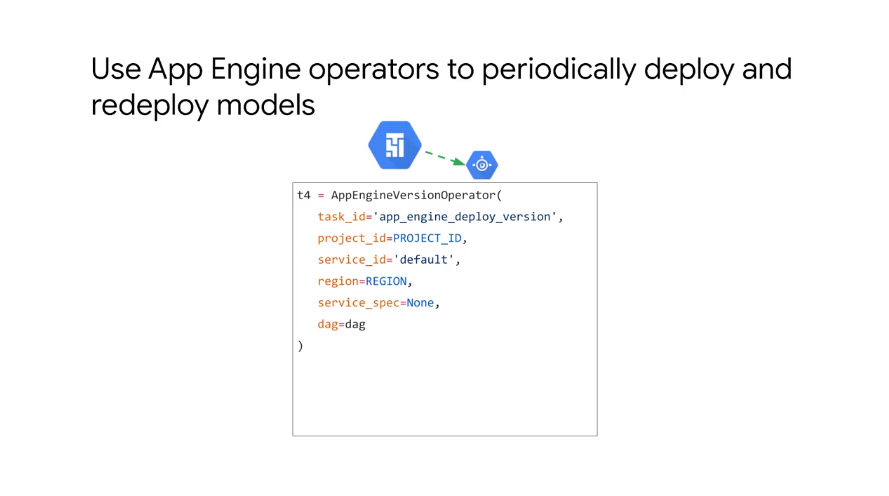 Use App Engine operators to periodically deploy and
redeploy models
t4 = AppEngineVersionOperator(
task_id='app_engine_deploy_version',
project_id=PROJECT_ID,
service_id='default',
region=REGION,
service_spec=None,
dag=dag
)